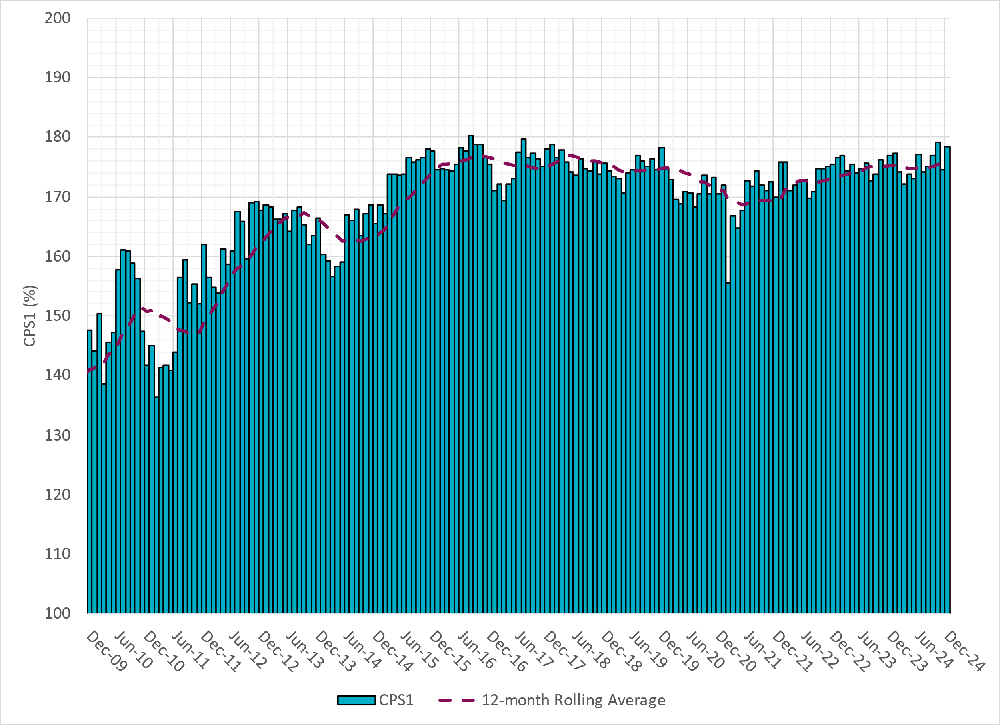 200
190
180
170
160
150
140
130
120
110
100
CPS1 (%)
Dec-09
Jun-10
Dec-10
Jun-11
Dec-11
Jun-12
Dec-12
Jun-13
Dec-13
Jun-14
Dec-14
Jun-15
Dec-15
Jun-16
Dec-16
Jun-17
Dec-17
Jun-18
Dec-18
Jun-19
Dec-19
Jun-20
Dec-20
Jun-21
Dec-21
Jun-22
Dec-22
Jun-23
Dec-23
Jun-24
Dec-24
CPS1 12-month Rolling Average